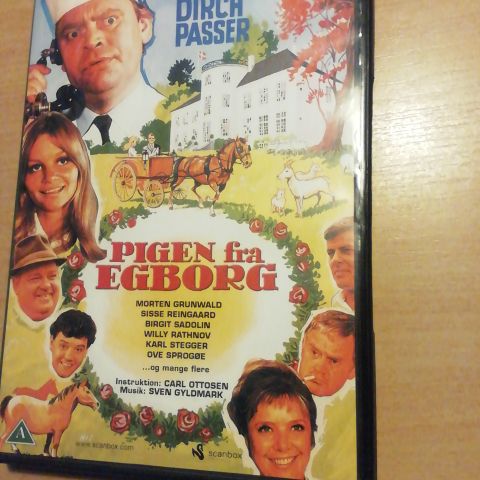 DIRCH
PASSER
PIGEN fra
EGBORG
MORTEN GRUNWALD
SISSE REINGAARD
BIRGIT SADOLIN
WILLY RATHNOV
KARL STEGGER
OVE SPROGØE
...og mange flere
Instruktion: CARL OTTOSEN
Musik: SVEN GYLDMARK
A
www.scanbox.com
scanbox